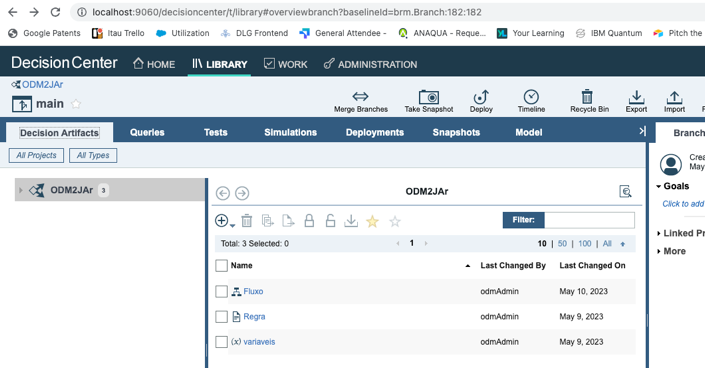 localhost:9060/decisioncenter/t/library#overviewbranch?baselineId=brm.Branch:182:182
Google Patents Itau Trello Utilization DLG Frontend General Attendee - ANAQUA - Reque... Your Learning IBM Quantum Pitch the
Decision Center HOME LIBRARY WORK ADMINISTRATION
ODM2JAr
main
Merge Branches Take Snapshot Deploy Timeline Recycle Bin Export Import
Decision Artifacts Queries Tests Simulations Deployments Snapshots Model
Branch
All Projects All Types
Crea
May
ODM2JAr 3
ODM2JAr
Goals
Click to add
Filter:
Linked Pr
More
Total: 3 Selected: 0 1 10 | 50 | 100 | All
Name Last Changed By Last Changed On
Fluxo odmAdmin May 10, 2023
Regra odmAdmin May 9, 2023
(x) variaveis odmAdmin May 9, 2023